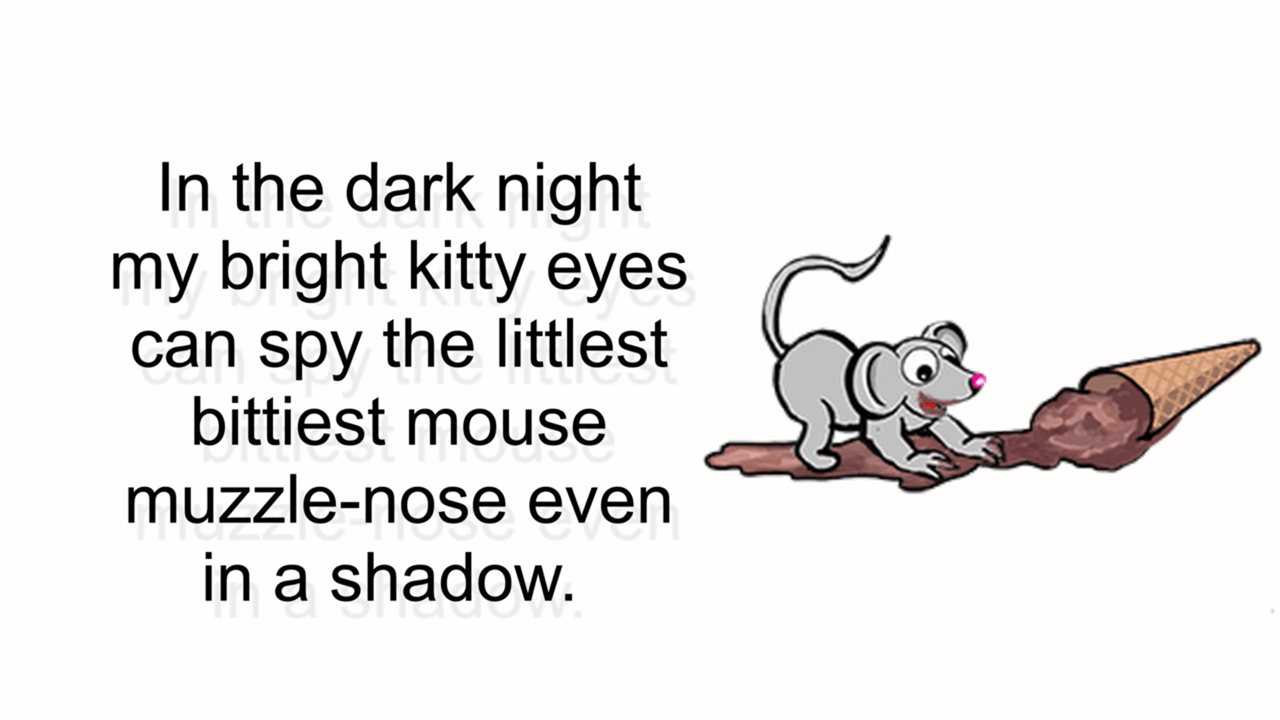 In the dark night
my bright kitty eyes
can spy the littlest
bittiest mouse
muzzle-nose even
in a shadow.